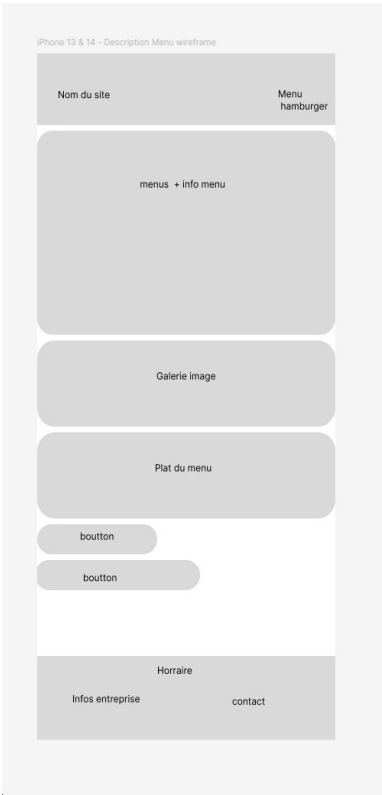 iPhone 13 & 14 - Description Menu wireframe
Nom du site
Menu
hamburger
menus + info menu
Galerie image
Plat du menu
boutton
boutton
Horraire
Infos entreprise
contact